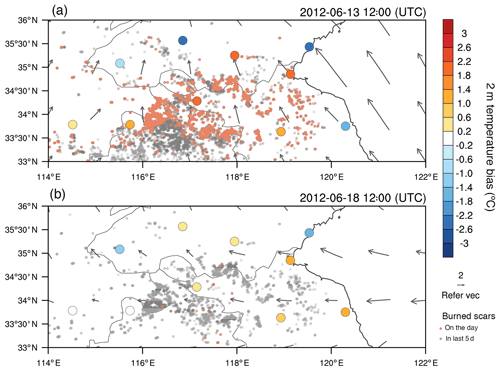 (a)
2012-06-13 12:00 (UTC)
36° N
35°30' N
35° N
34°30' N
34° N
33°30' N
33° N
114° E
116° E
118° E
120° E
122° E
(b)
2012-06-18 12:00 (UTC)
36° N
35°30' N
35° N
34°30' N
34° N
33°30' N
33° N
114° E
116° E
118° E
120° E
122° E
3
2.6
2.2
1.8
1.4
1
0.6
0.2
-0.2
-0.6
-1
-1.4
-1.8
-2.2
-2.6
-3
2 m temperature bias (°C)
2
Refer vec
Burned scars
On the day
In last 5 d